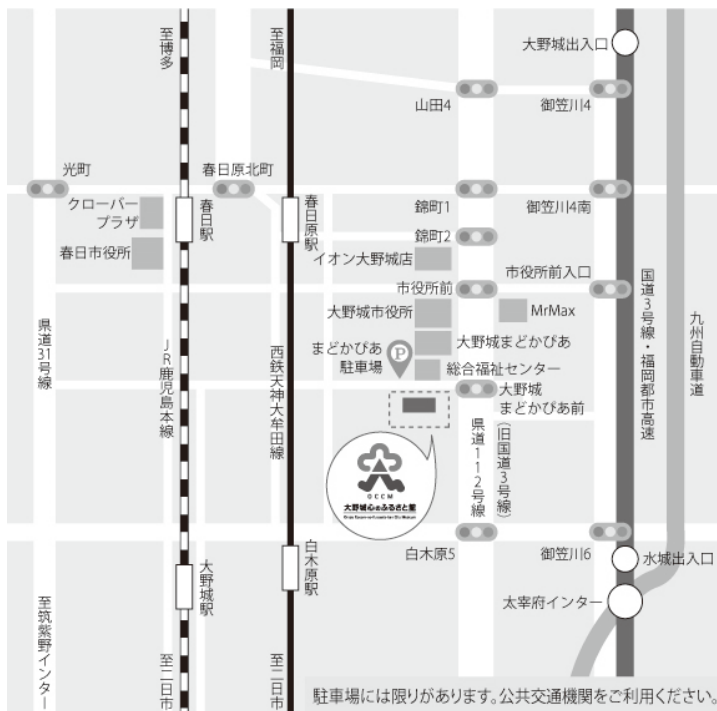 至博多
至福岡
大野城出入口
山田4
御笠川4
光町
春日原北町
クローバー
プラザ
春日駅
春日原駅
錦町1
御笠川4南
錦町2
春日市役所
イオン大野城店
市役所前
市役所前入口
大野城市役所
MrMax
大野城まどかぴあ
まどかぴあ
駐車場
P
総合福祉センター
大野城
まどかぴあ前
県道31号線
JR鹿児島本線
西鉄天神大牟田線
県道112号線
(旧国道3号線)
国道3号線・福岡都市高速
九州自動車道
OCCM
大野城心のふるさと館
白木原5
御笠川6
大野城駅
白木原駅
水城出入口
太宰府インター
至筑紫野インター
至二日市
至二日市
駐車場には限りがあります。公共交通機関をご利用ください。